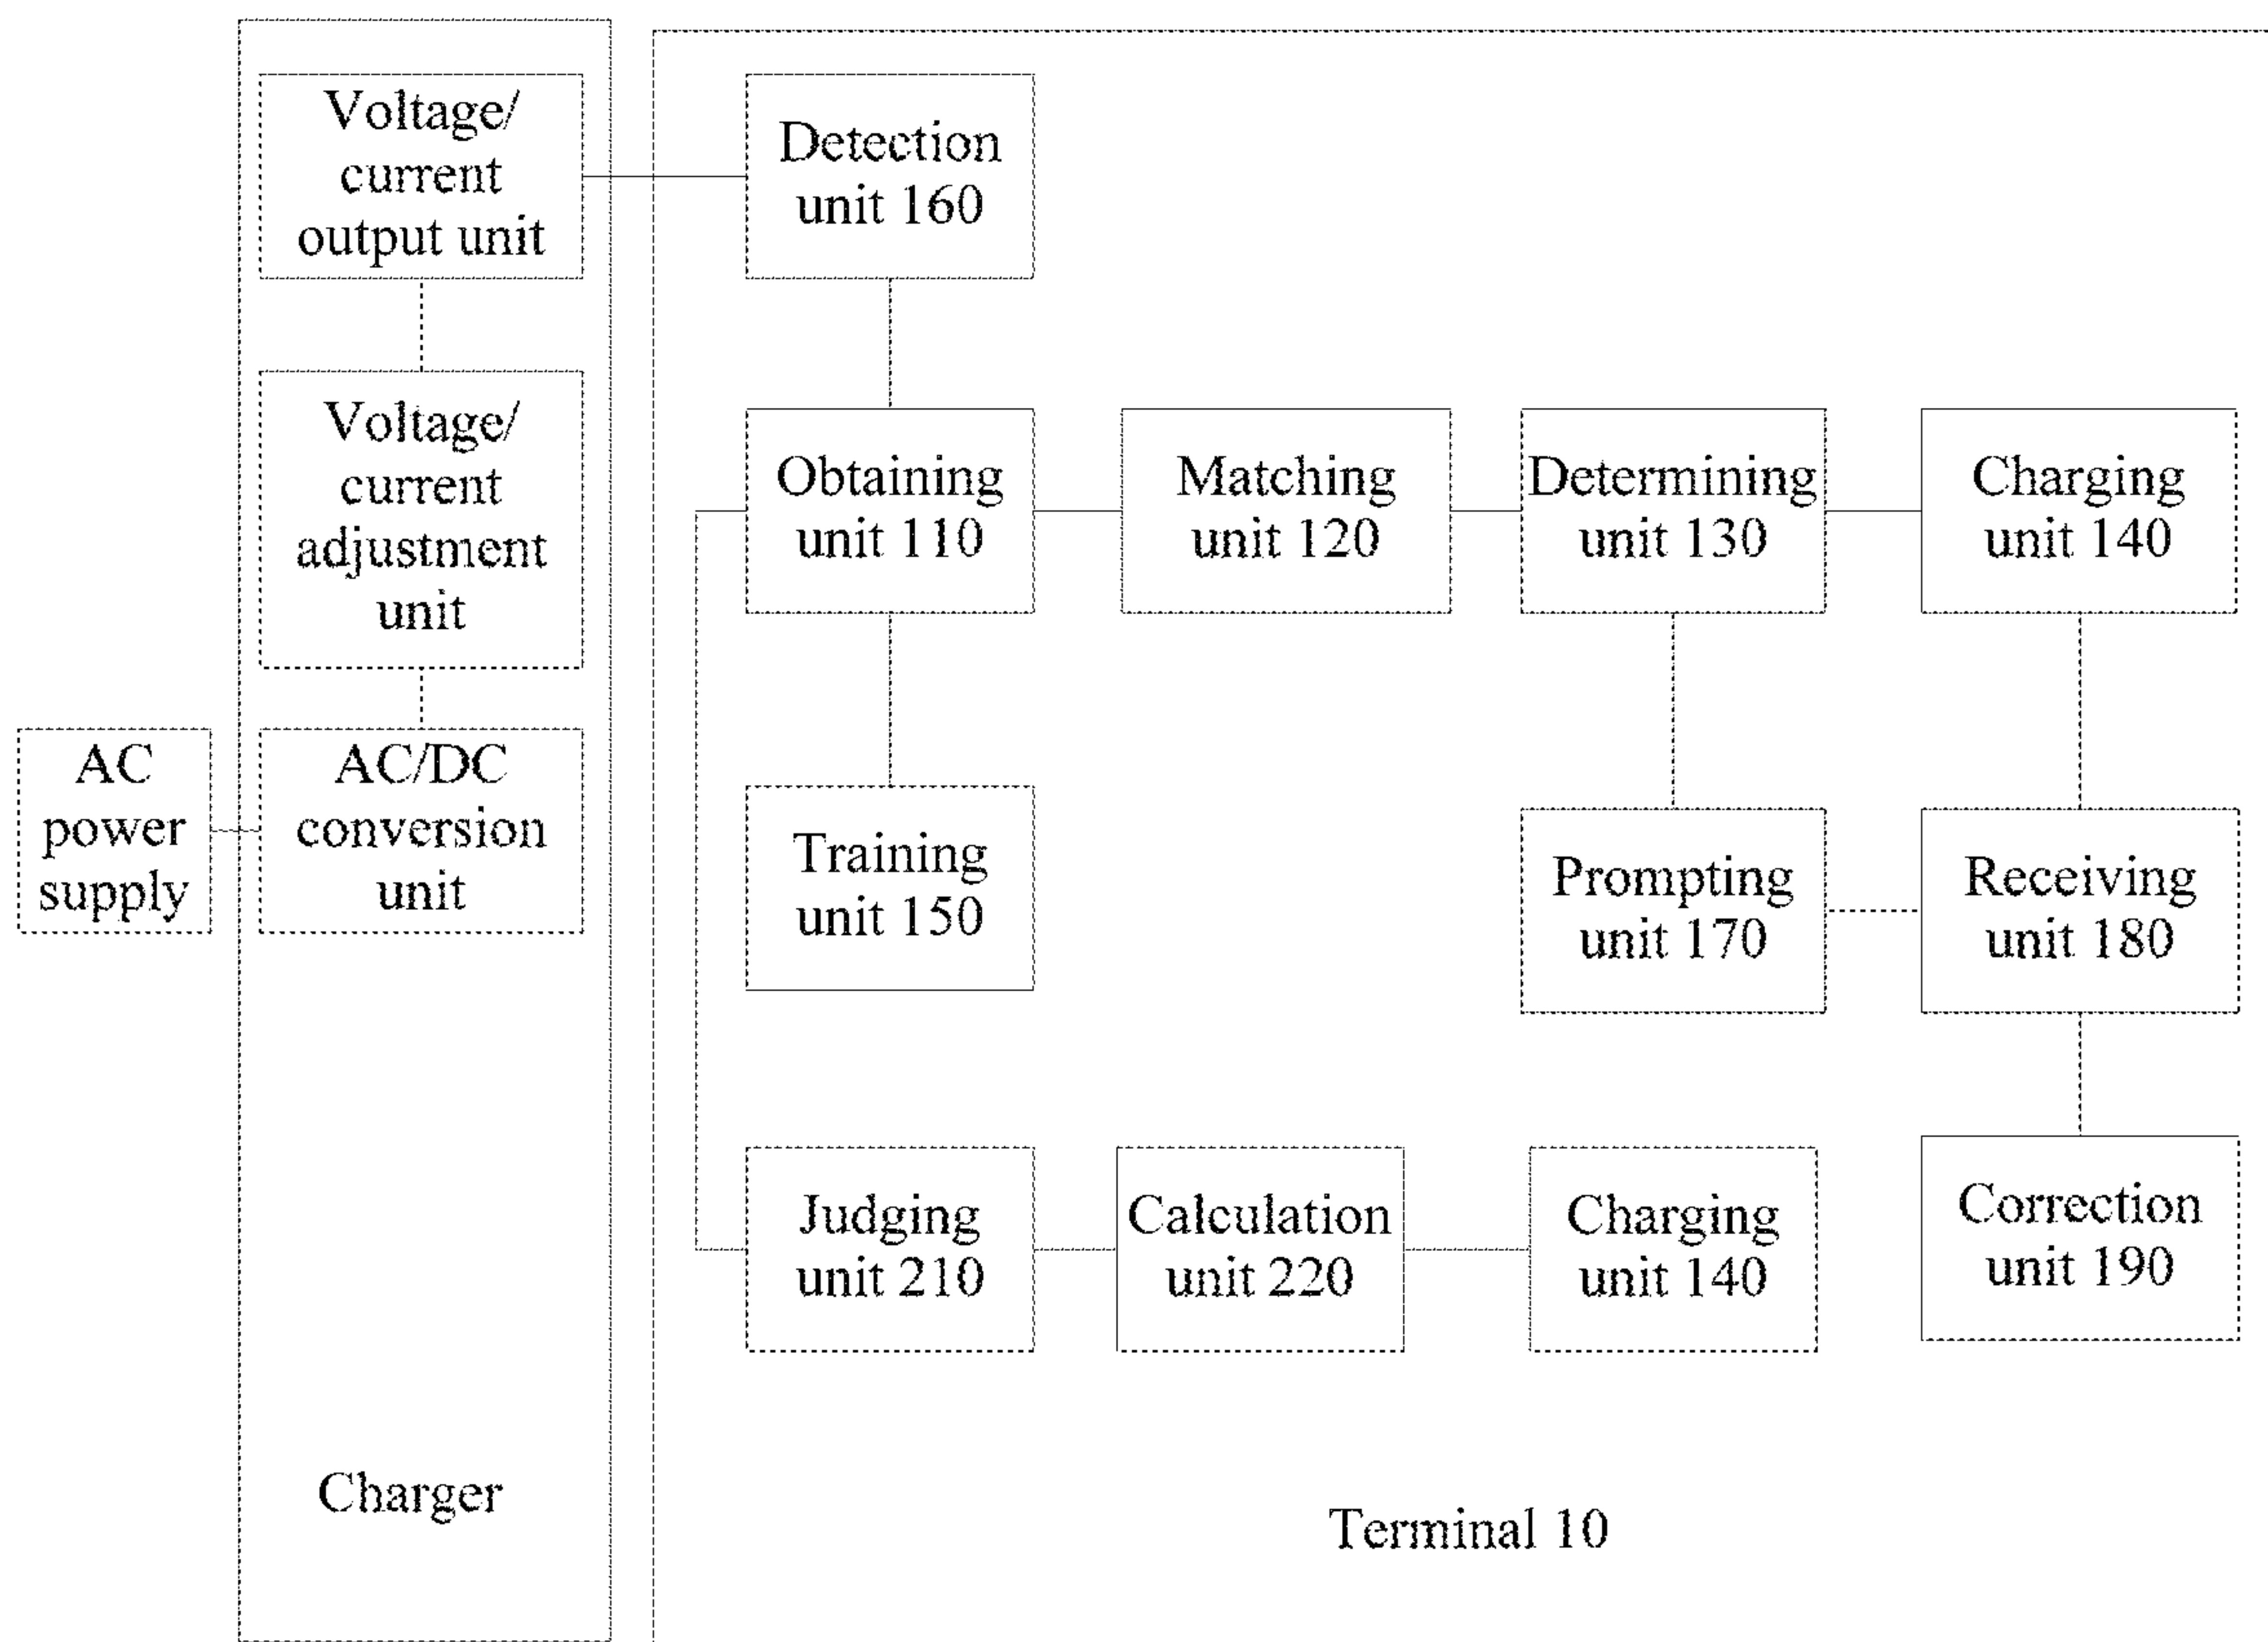 Voltage/
current
output unit
Detection
unit 160
Voltage/
current
adjustment
unit
Obtaining
unit 110
Matching
unit 120
Determining
unit 130
Charging
unit 140
AC
power
supply
AC/DC
conversion
unit
Training
unit 150
Prompting
unit 170
Receiving
unit 180
Judging
unit 210
Calculation
unit 220
Charging
unit 140
Correction
unit 190
Charger
Terminal 10